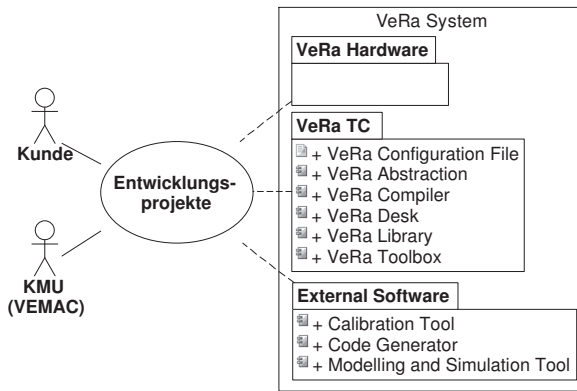 VeRa System
VeRa Hardware
Kunde
VeRa TC
+ VeRa Configuration File
+ VeRa Abstraction
+ VeRa Compiler
+ VeRa Desk
+ VeRa Library
+ VeRa Toolbox
Entwicklungs-
projekte
KMU
(VEMAC)
External Software
+ Calibration Tool
+ Code Generator
+ Modelling and Simulation Tool